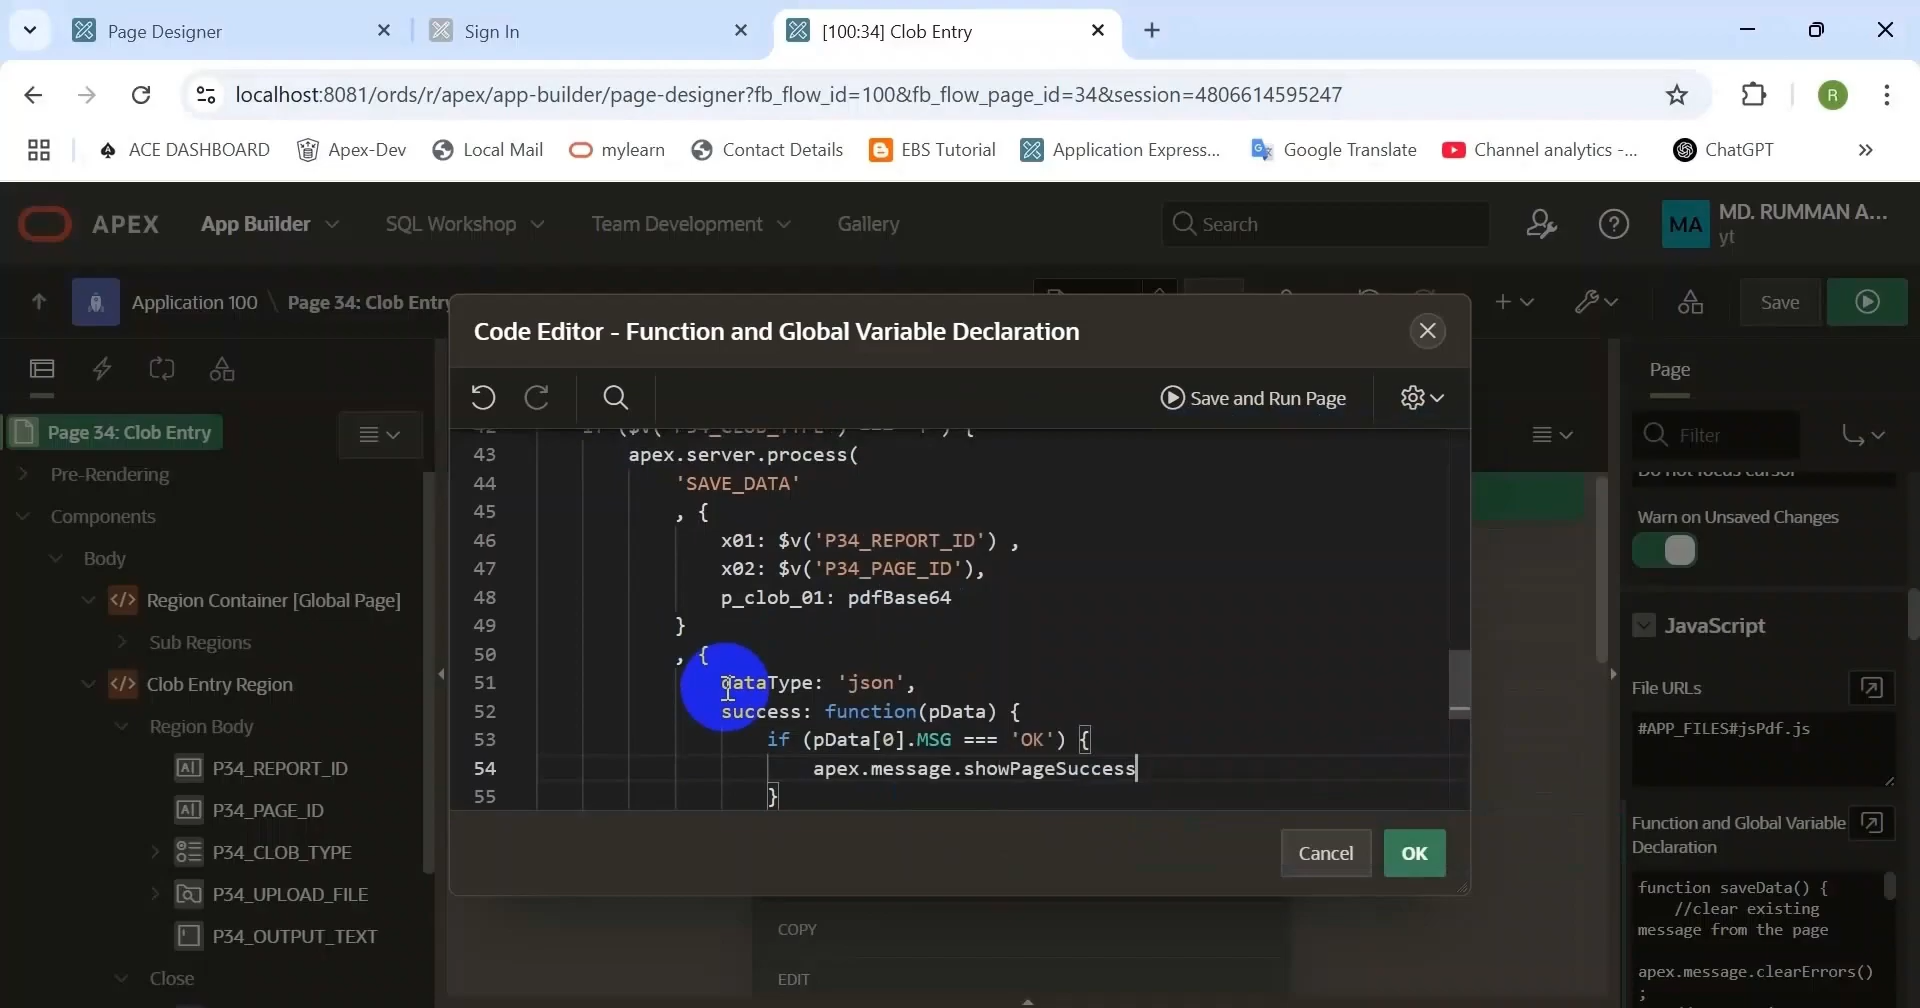 Page Designer
Sign In
[100:34] Clob Entry
localhost:8081/ords/r/apex/app-builder/page-designer?fb_flow_id=100&fb_flow_page_id=34&session=4806614595247
R
ACE DASHBOARD
Apex-Dev
Local Mail
mylearn
Contact Details
EBS Tutorial
Application Express...
Google Translate
Channel analytics -...
ChatGPT
APEX
App Builder
SQL Workshop
Team Development
Gallery
Search
MA
MD. RUMMAN A...
yt
Application 100 \ Page 34: Clob Entry
Save
Code Editor - Function and Global Variable Declaration
Save and Run Page
Page
Page 34: Clob Entry
Filter
Pre-Rendering
Components
Body
Region Container [Global Page]
Sub Regions
Clob Entry Region
Region Body
P34_REPORT_ID
P34_PAGE_ID
P34_CLOB_TYPE
P34_UPLOAD_FILE
P34_OUTPUT_TEXT
Close
43 apex.server.process(
44 'SAVE_DATA'
45 , {
46 x01: $v('P34_REPORT_ID') ,
47 x02: $v('P34_PAGE_ID'),
48 p_clob_01: pdfBase64
49 }
50 , {
51 dataType: 'json',
52 success: function(pData) {
53 if (pData[0].MSG === 'OK') {
54 apex.message.showPageSuccess
55 }
Cancel
OK
COPY
EDIT
Do not focus cursor
Warn on Unsaved Changes
JavaScript
File URLs
#APP_FILES#jsPdf.js
Function and Global Variable
Declaration
function saveData() {
//clear existing
message from the page
apex.message.clearErrors()
;